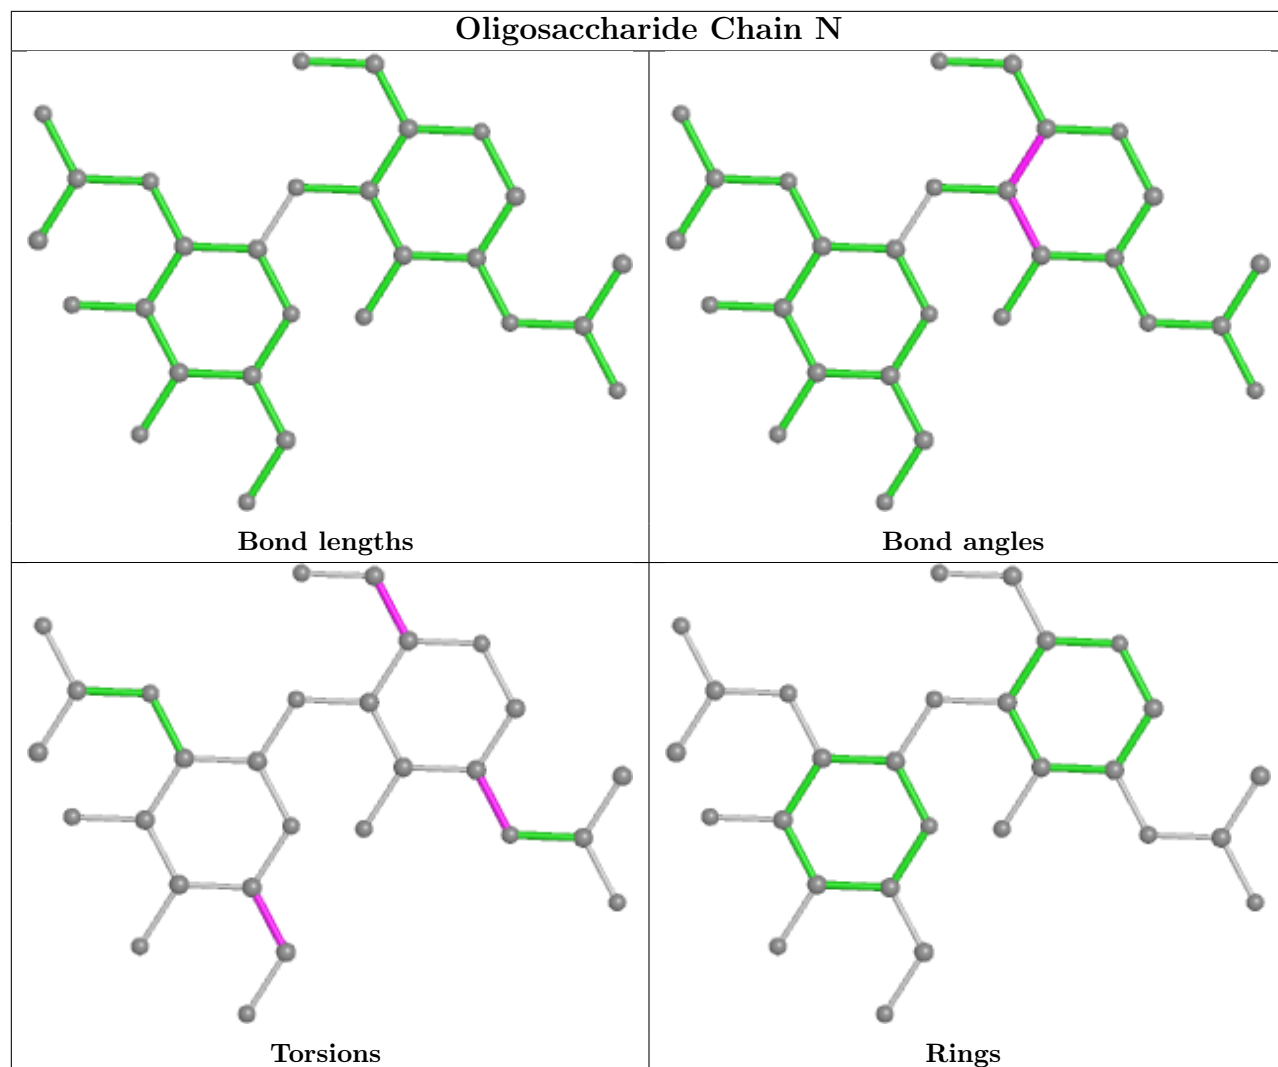 Oligosaccharide Chain N
Bond lengths
Bond angles
Torsions
Rings